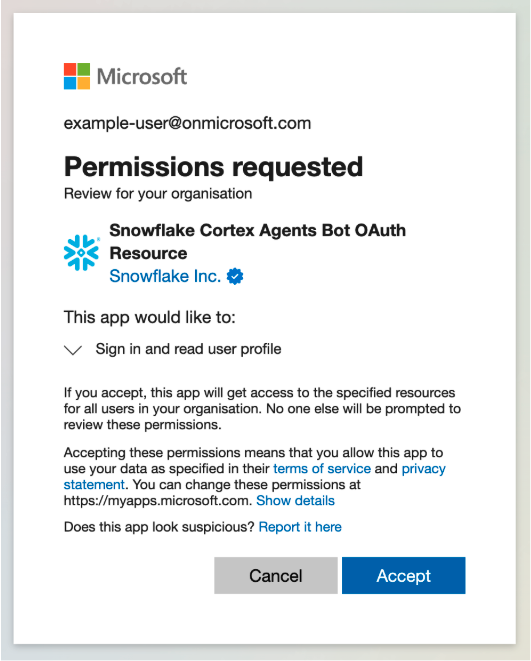 Microsoft
example-user@onmicrosoft.com
Permissions requested
Review for your organisation
Snowflake Cortex Agents Bot OAuth
Resource
Snowflake Inc.
This app would like to:
Sign in and read user profile
If you accept, this app will get access to the specified resources
for all users in your organisation. No one else will be prompted to
review these permissions.
Accepting these permissions means that you allow this app to
use your data as specified in their terms of service and privacy
statement. You can change these permissions at
https://myapps.microsoft.com. Show details
Does this app look suspicious? Report it here
Cancel
Accept